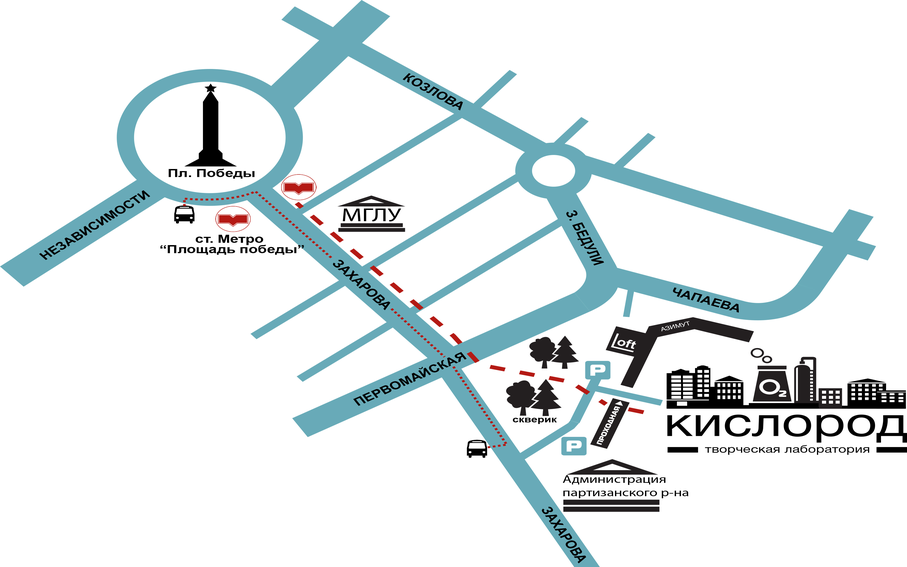 КОЗЛОВА
Пл. Победы
НЕЗАВИСИМОСТИ
ст. Метро
“Площадь победы”
МГЛУ
З. БЕДУЛИ
ЗАХАРОВА
ЧАПАЕВА
АЗИМУТ
loft
ПЕРВОМАЙСКАЯ
P
O2
скверик
ПРОХОДНАЯ
КИСЛОРОД
творческая лаборатория
P
Администрация
партизанского р-на
ЗАХАРОВА